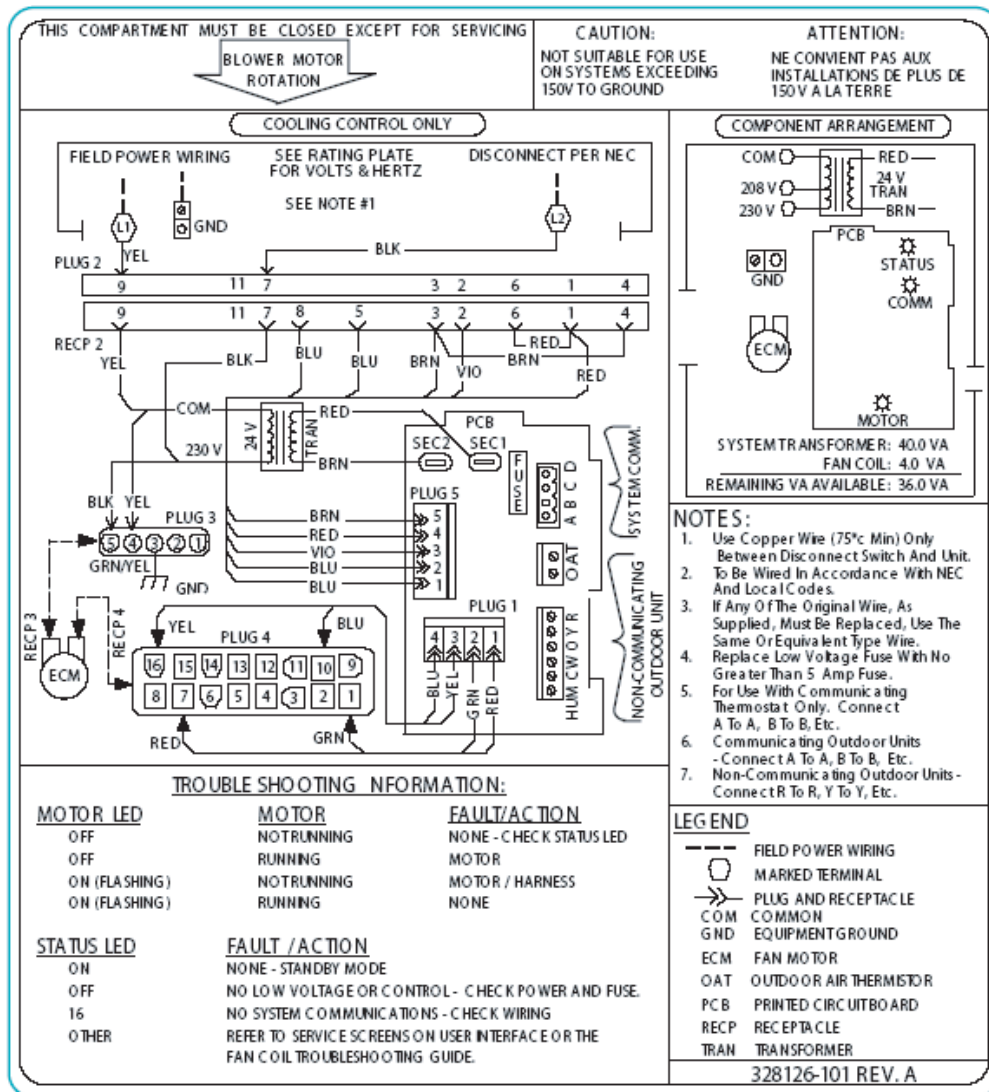 THIS COMPARTMENT MUST BE CLOSED EXCEPT FOR SERVICING
BLOWER MOTOR
ROTATION
CAUTION:
NOT SUITABLE FOR USE
ON SYSTEMS EXCEEDING
150V TO GROUND
ATTENTION:
NE CONVIENT PAS AUX
INSTALLATIONS DE PLUS DE
150 V A LA TERRE
COOLING CONTROL ONLY
FIELD POWER WIRING
SEE RATING PLATE
FOR VOLTS & HERTZ
DISCONNECT PER NEC
SEE NOTE #1
L1
GND
L2
YEL
BLK
PLUG 2
9 11 7 3 2 6 1 4
9 11 7 8 5 3 2 6 1 4
RECP 2
YEL
BLK
BLU
BLU
BRN
VIO
RED
BRN
RED
COM
24 V
TRAN
RED
230 V
BRN
PCB
SEC2
SEC1
FUSE
A B C D
SYSTEM COMM.
BLK YEL
PLUG 3
5 4 3 2 1
GRN/YEL
GND
PLUG 5
BRN 5
RED 4
VIO 3
BLU 2
BLU 1
OAT
NON-COMMUNICATING
OUTDOOR UNIT
RECP 3
RECP 4
ECM
YEL
PLUG 4
BLU
16 15 14 13 12 11 10 9
8 7 6 5 4 3 2 1
RED
GRN
PLUG 1
4 3 2 1
BLU
YEL
GRN
RED
HUM C W O Y R
COMPONENT ARRANGEMENT
COM
208 V
230 V
RED
24 V
TRAN
BRN
PCB
STATUS
COMM
GND
ECM
MOTOR
SYSTEM TRANSFORMER: 40.0 VA
FAN COIL: 4.0 VA
REMAINING VA AVAILABLE: 36.0 VA
NOTES:
1. Use Copper Wire (75°c Min) Only
Between Disconnect Switch And Unit.
2. To Be Wired In Accordance With NEC
And Local Codes.
3. If Any Of The Original Wire, As
Supplied, Must Be Replaced, Use The
Same Or Equivalent Type Wire.
4. Replace Low Voltage Fuse With No
Greater Than 5 Amp Fuse.
5. For Use With Communicating
Thermostat Only. Connect
A To A, B To B, Etc.
6. Communicating Outdoor Units
- Connect A To A, B To B, Etc.
7. Non-Communicating Outdoor Units -
Connect R To R, Y To Y, Etc.
TROUBLE SHOOTING NFORMATION:
MOTOR LED MOTOR FAULT/ACTION
OFF NOT RUNNING NONE - CHECK STATUS LED
OFF RUNNING MOTOR
ON (FLASHING) NOT RUNNING MOTOR / HARNESS
ON (FLASHING) RUNNING NONE
STATUS LED FAULT /ACTION
ON NONE - STANDBY MODE
OFF NO LOW VOLTAGE OR CONTROL - CHECK POWER AND FUSE.
16 NO SYSTEM COMMUNICATIONS - CHECK WIRING
OTHER REFER TO SERVICE SCREENS ON USER INTERFACE OR THE
FAN COIL TROUBLESHOOTING GUIDE.
LEGEND
FIELD POWER WIRING
MARKED TERMINAL
PLUG AND RECEPTACLE
COM COMMON
GND EQUIPMENT GROUND
ECM FAN MOTOR
OAT OUTDOOR AIR THERMISTOR
PCB PRINTED CIRCUIT BOARD
RECP RECEPTACLE
TRAN TRANSFORMER
328126-101 REV. A